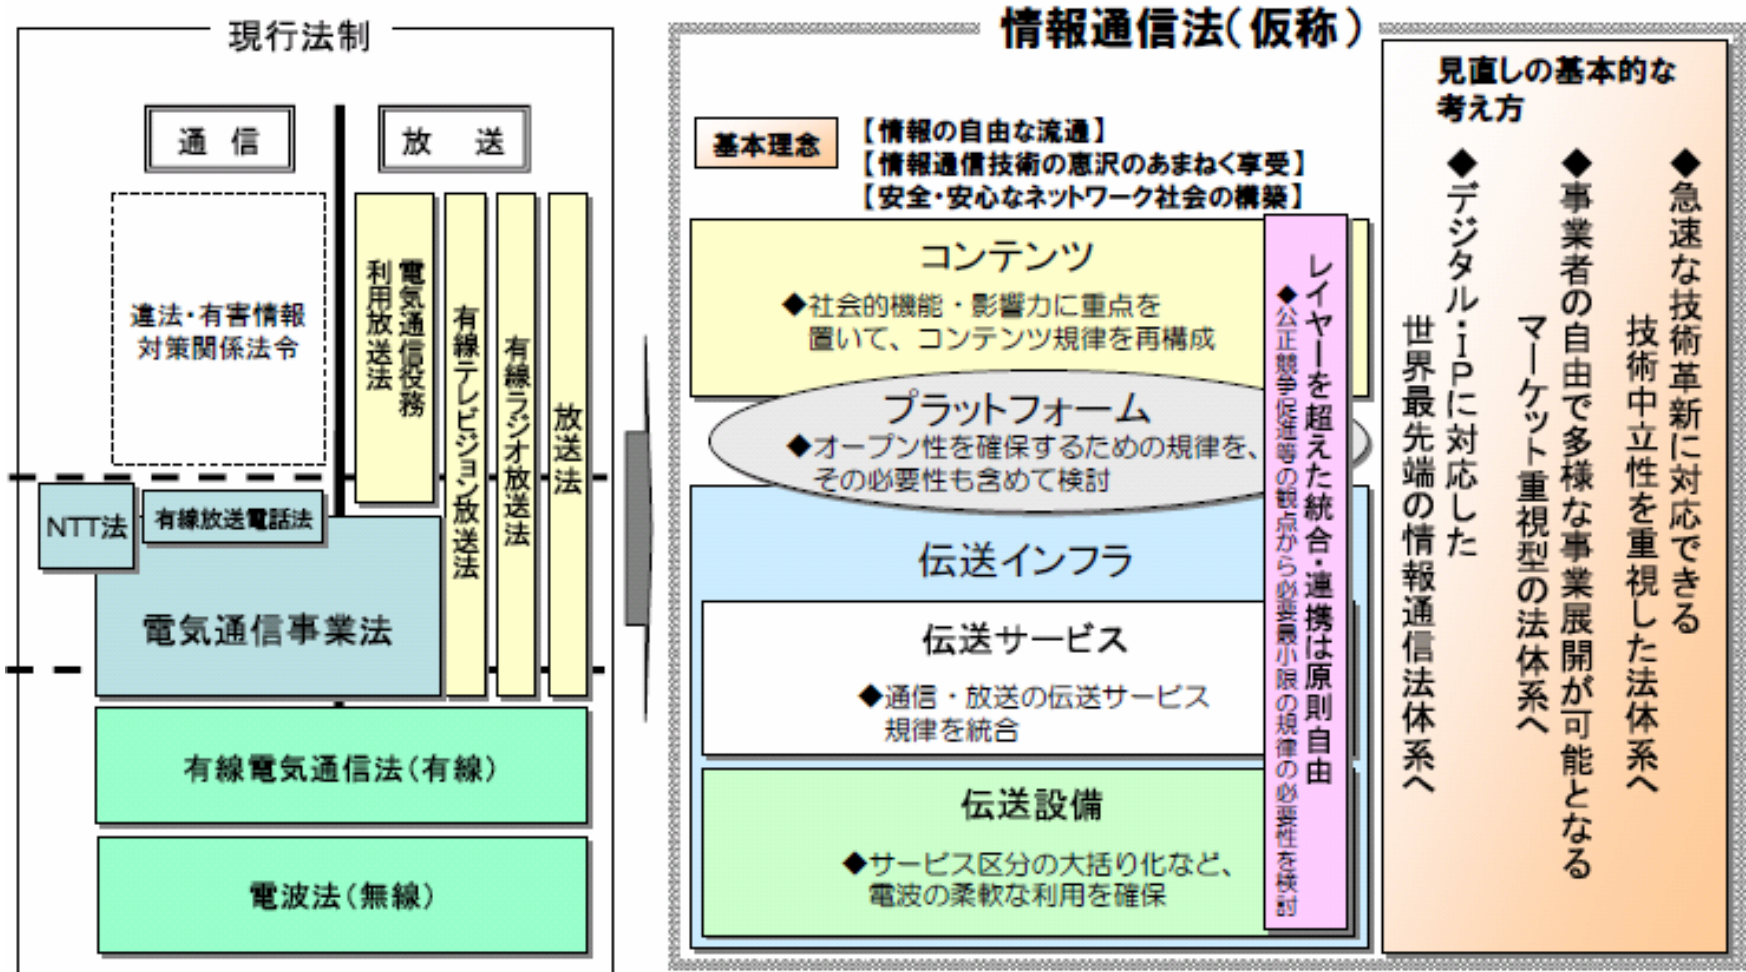 現行法制
通信
放送
違法・有害情報
対策関係法令
電気通信役務
利用放送法
有線テレビジョン放送法
有線ラジオ放送法
放送法
NTT法
有線放送電話法
電気通信事業法
有線電気通信法(有線)
電波法(無線)
情報通信法(仮称)
基本理念
【情報の自由な流通】
【情報通信技術の恵沢のあまねく享受】
【安全・安心なネットワーク社会の構築】
コンテンツ
◆社会的機能・影響力に重点を
置いて、コンテンツ規律を再構成
プラットフォーム
◆オープン性を確保するための規律を、
その必要性も含めて検討
伝送インフラ
伝送サービス
◆通信・放送の伝送サービス
規律を統合
伝送設備
◆サービス区分の大括り化など、
電波の柔軟な利用を確保
レイヤーを超えた統合・連携は原則自由
◆公正競争促進等の観点から必要最小限の規律の必要性を検討
見直しの基本的な
考え方
◆急速な技術革新に対応できる
技術中立性を重視した法体系へ
◆事業者の自由で多様な事業展開が可能となる
マーケット重視型の法体系へ
◆デジタル・IPに対応した
世界最先端の情報通信法体系へ